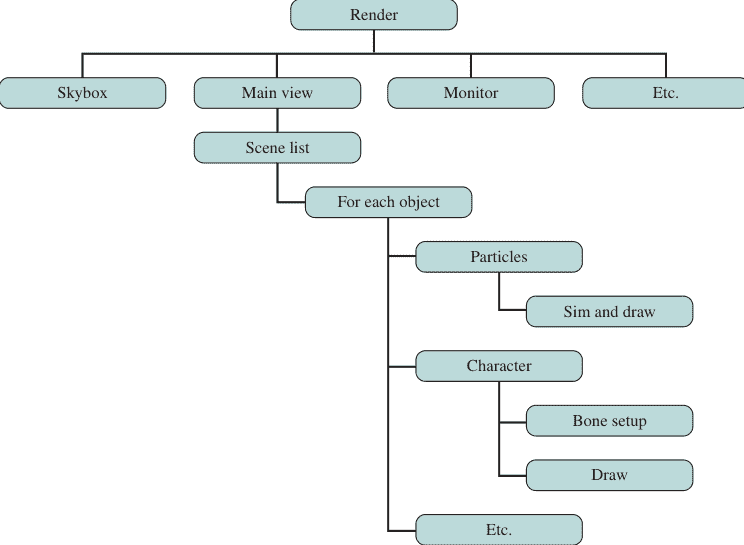 Render
Skybox
Main view
Monitor
Etc.
Scene list
For each object
Particles
Sim and draw
Character
Bone setup
Draw
Etc.